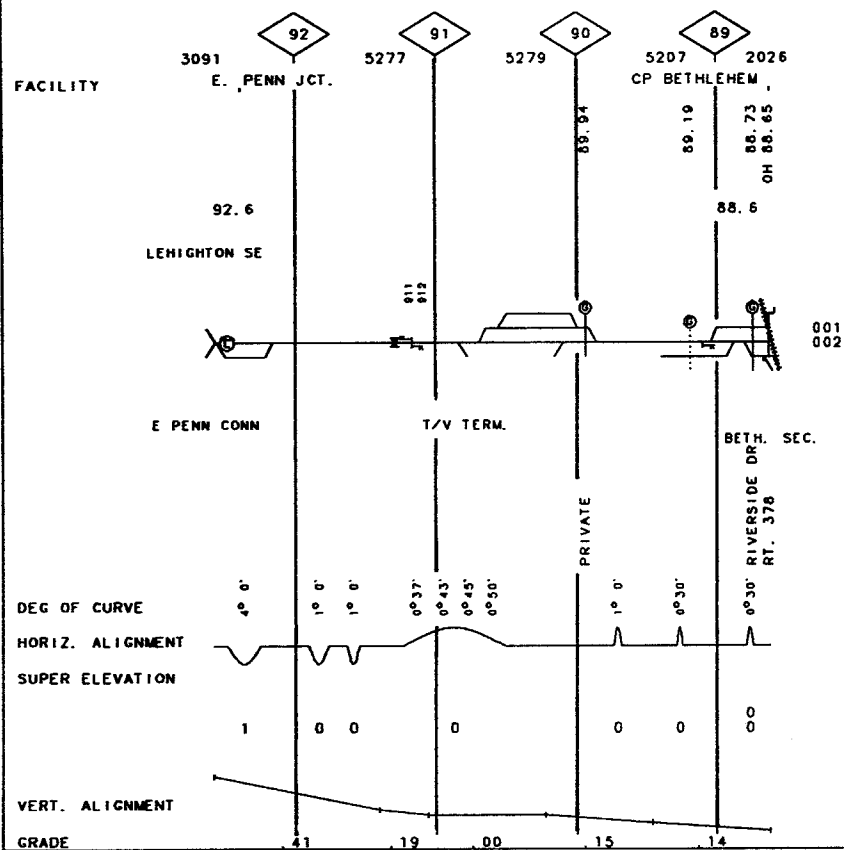 92 91 90 89
3091 5277 5279 5207 2026
FACILITY E. PENN JCT. CP BETHLEHEM
89.94 89.19 88.73 OH 88.65
92.6 88.6
LEHIGHTON SE
911
912
G G
001
002
E PENN CONN T/V TERM. BETH. SEC.
PRIVATE RIVERSIDE DR
RT. 378
DEG OF CURVE 4° 0' 1° 0' 1° 0' 0°37' 0°43' 0°45' 0°50' 1° 0' 0°30' 0°30'
HORIZ. ALIGNMENT
SUPER ELEVATION
0
1 0 0 0 0 0 0
VERT. ALIGNMENT
GRADE .41 .19 .00 .15 .14